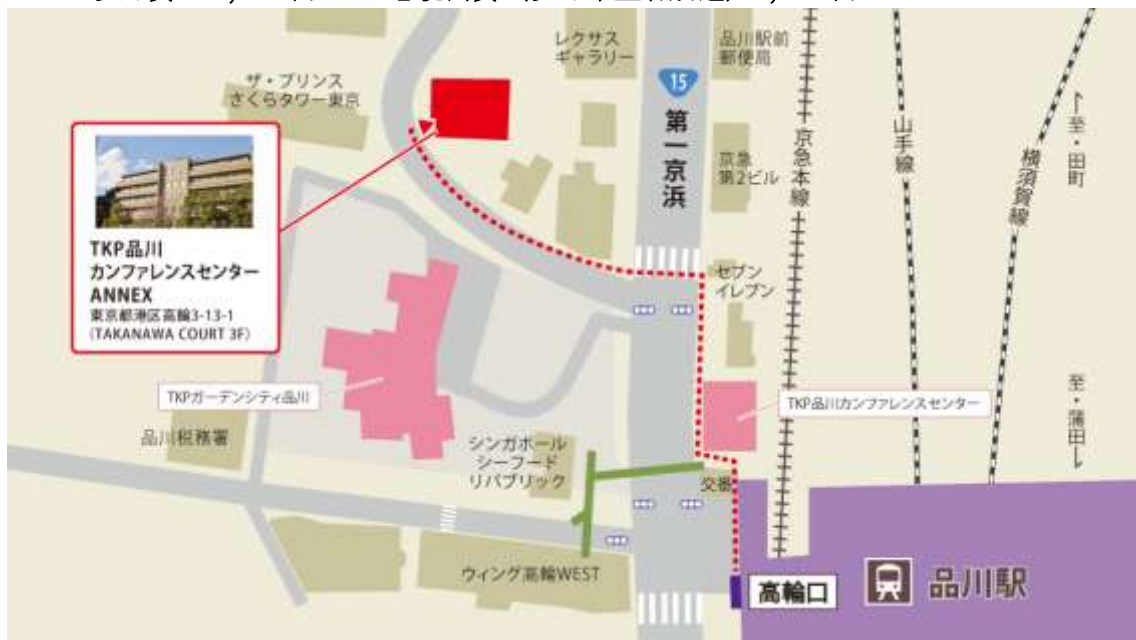 レクサス
ギャラリー
品川駅前
郵便局
15
第一京浜
ザ・プリンス
さくらタワー東京
京急
第2ビル
京急本線
山手線
横須賀線
至・田町
TKP品川
カンファレンスセンター
ANNEX
東京都港区高輪3-13-1
(TAKANAWA COURT 3F)
セブン
イレブン
TKPガーデンシティ品川
TKP品川カンファレンスセンター
至・蒲田
品川税務署
シンガポール
シーフード
リパブリック
交番
ウィング高輪WEST
高輪口
品川駅